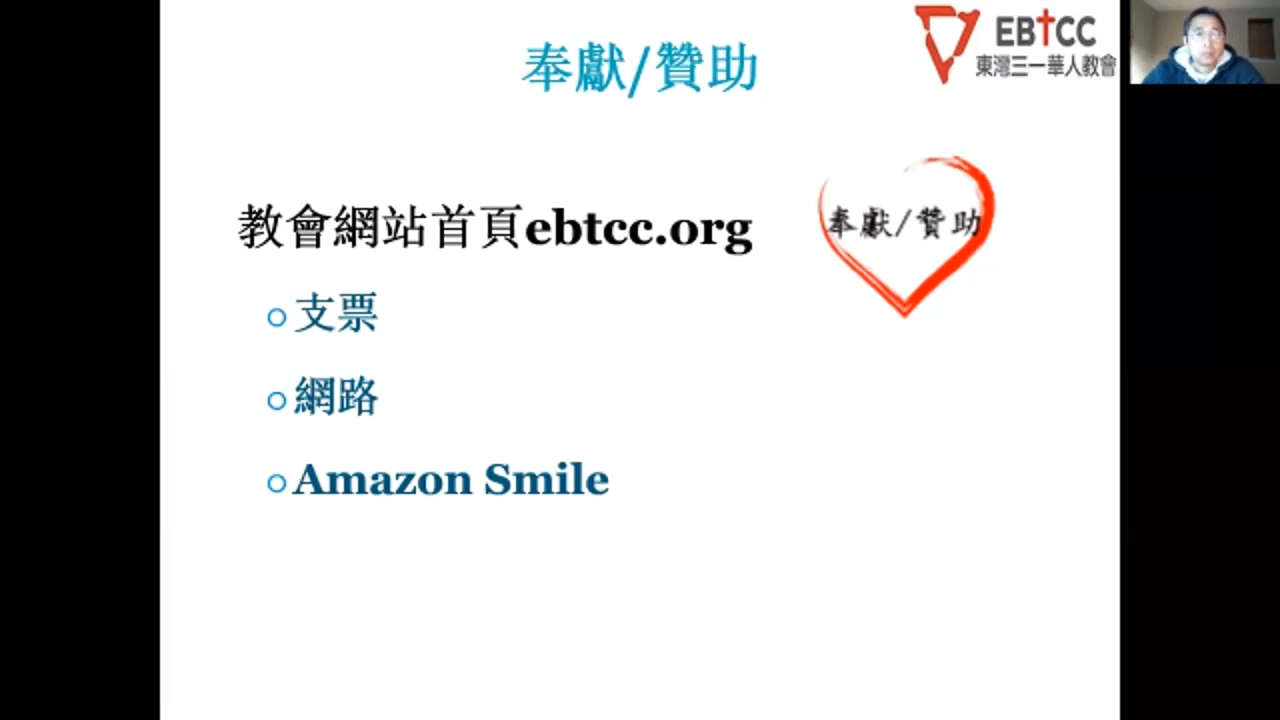 奉獻/贊助
EBTCC
東灣三一華人教會
教會網站首頁ebtcc.org
奉獻/贊助
支票
網路
Amazon Smile